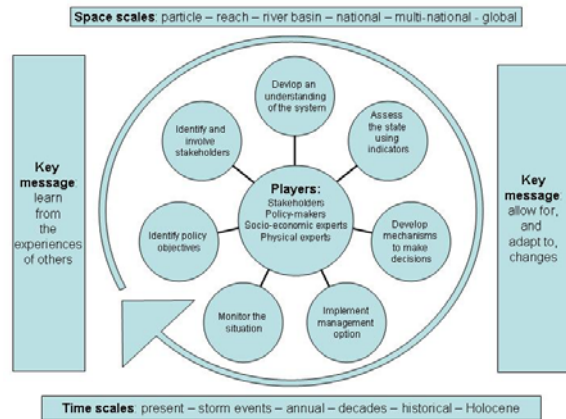 Space scales: particle – reach – river basin – national – multi-national - global
Key
message:
learn
from
the
experiences
of others
Devlop an
understanding
of the system
Identify and
involve
stakeholders
Assess
the state
using
indicators
Players:
Stakeholders
Policy-makers
Socio-economic experts
Physical experts
Identify policy
objectives
Develop
mechanisms
to make
decisions
Monitor the
situation
Implement
management
option
Key
message:
allow for,
and
adapt to,
changes
Time scales: present – storm events – annual – decades – historical – Holocene